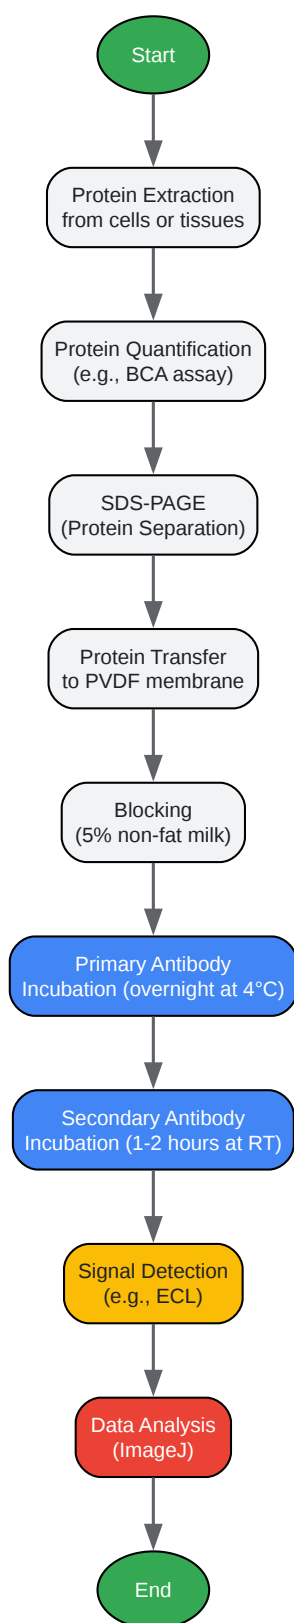 Start
Protein Extraction
from cells or tissues
Protein Quantification
(e.g., BCA assay)
SDS-PAGE
(Protein Separation)
Protein Transfer
to PVDF membrane
Blocking
(5% non-fat milk)
Primary Antibody
Incubation (overnight at 4°C)
Secondary Antibody
Incubation (1-2 hours at RT)
Signal Detection
(e.g., ECL)
Data Analysis
(ImageJ)
End